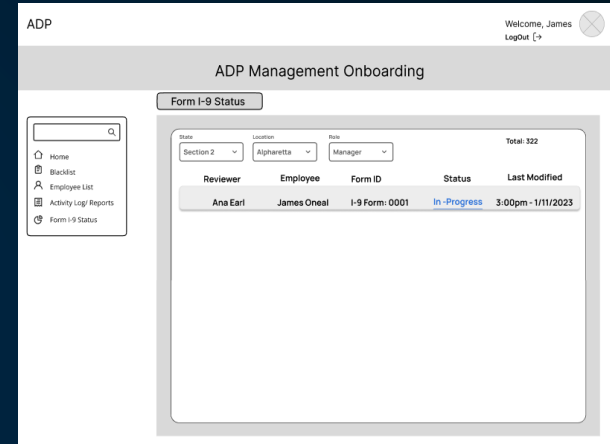 ADP
Welcome, James
LogOut
ADP Management Onboarding
Form I-9 Status
Home
Blacklist
Employee List
Activity Log/ Reports
Form I-9 Status
State Location Role
Section 2 Alpharetta Manager
Total: 322
Reviewer Employee Form ID Status Last Modified
Ana Earl James Oneal I-9 Form: 0001 In -Progress 3:00pm - 1/11/2023